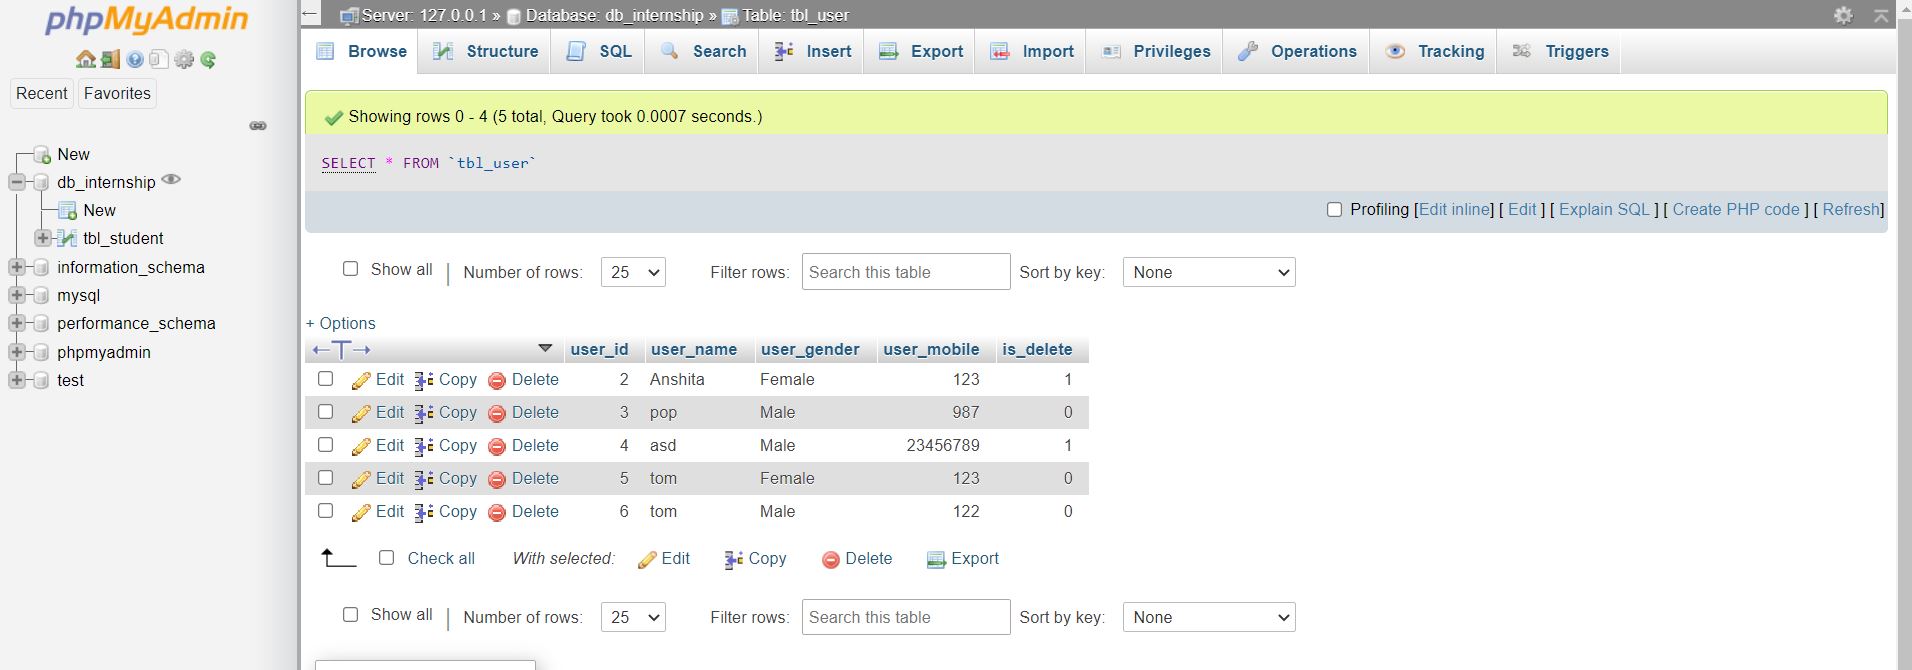 phpMyAdmin
Recent Favorites
New
db_internship
New
tbl_student
information_schema
mysql
performance_schema
phpmyadmin
test
Server: 127.0.0.1 » Database: db_internship » Table: tbl_user
Browse Structure SQL Search Insert Export Import Privileges Operations Tracking Triggers
Showing rows 0 - 4 (5 total, Query took 0.0007 seconds.)
SELECT * FROM `tbl_user`
Profiling [Edit inline] [ Edit ] [ Explain SQL ] [ Create PHP code ] [ Refresh]
Show all | Number of rows: 25 Filter rows: Search this table Sort by key: None
+ Options
←T→ user_id user_name user_gender user_mobile is_delete
Edit Copy Delete 2 Anshita Female 123 1
Edit Copy Delete 3 pop Male 987 0
Edit Copy Delete 4 asd Male 23456789 1
Edit Copy Delete 5 tom Female 123 0
Edit Copy Delete 6 tom Male 122 0
Check all With selected: Edit Copy Delete Export
Show all | Number of rows: 25 Filter rows: Search this table Sort by key: None